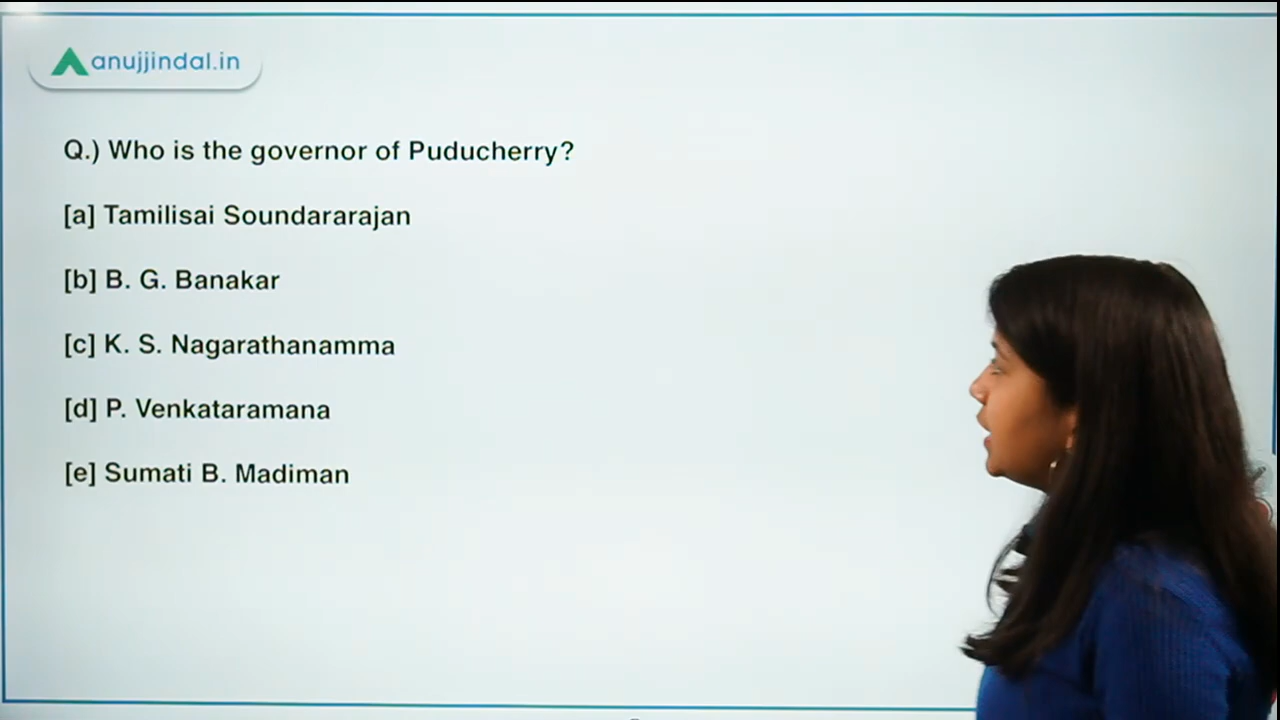 anujjindal.in
Q.) Who is the governor of Puducherry?
[a] Tamilisai Soundararajan
[b] B. G. Banakar
[c] K. S. Nagarathanamma
[d] P. Venkataramana
[e] Sumati B. Madiman